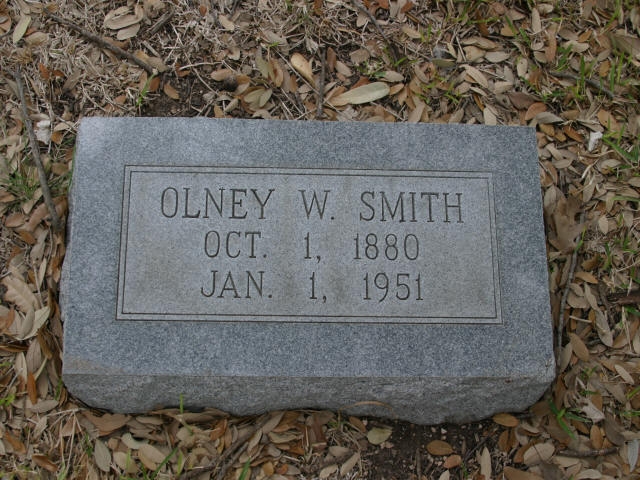 OLNEY W. SMITH
OCT. 1, 1880
JAN. 1, 1951